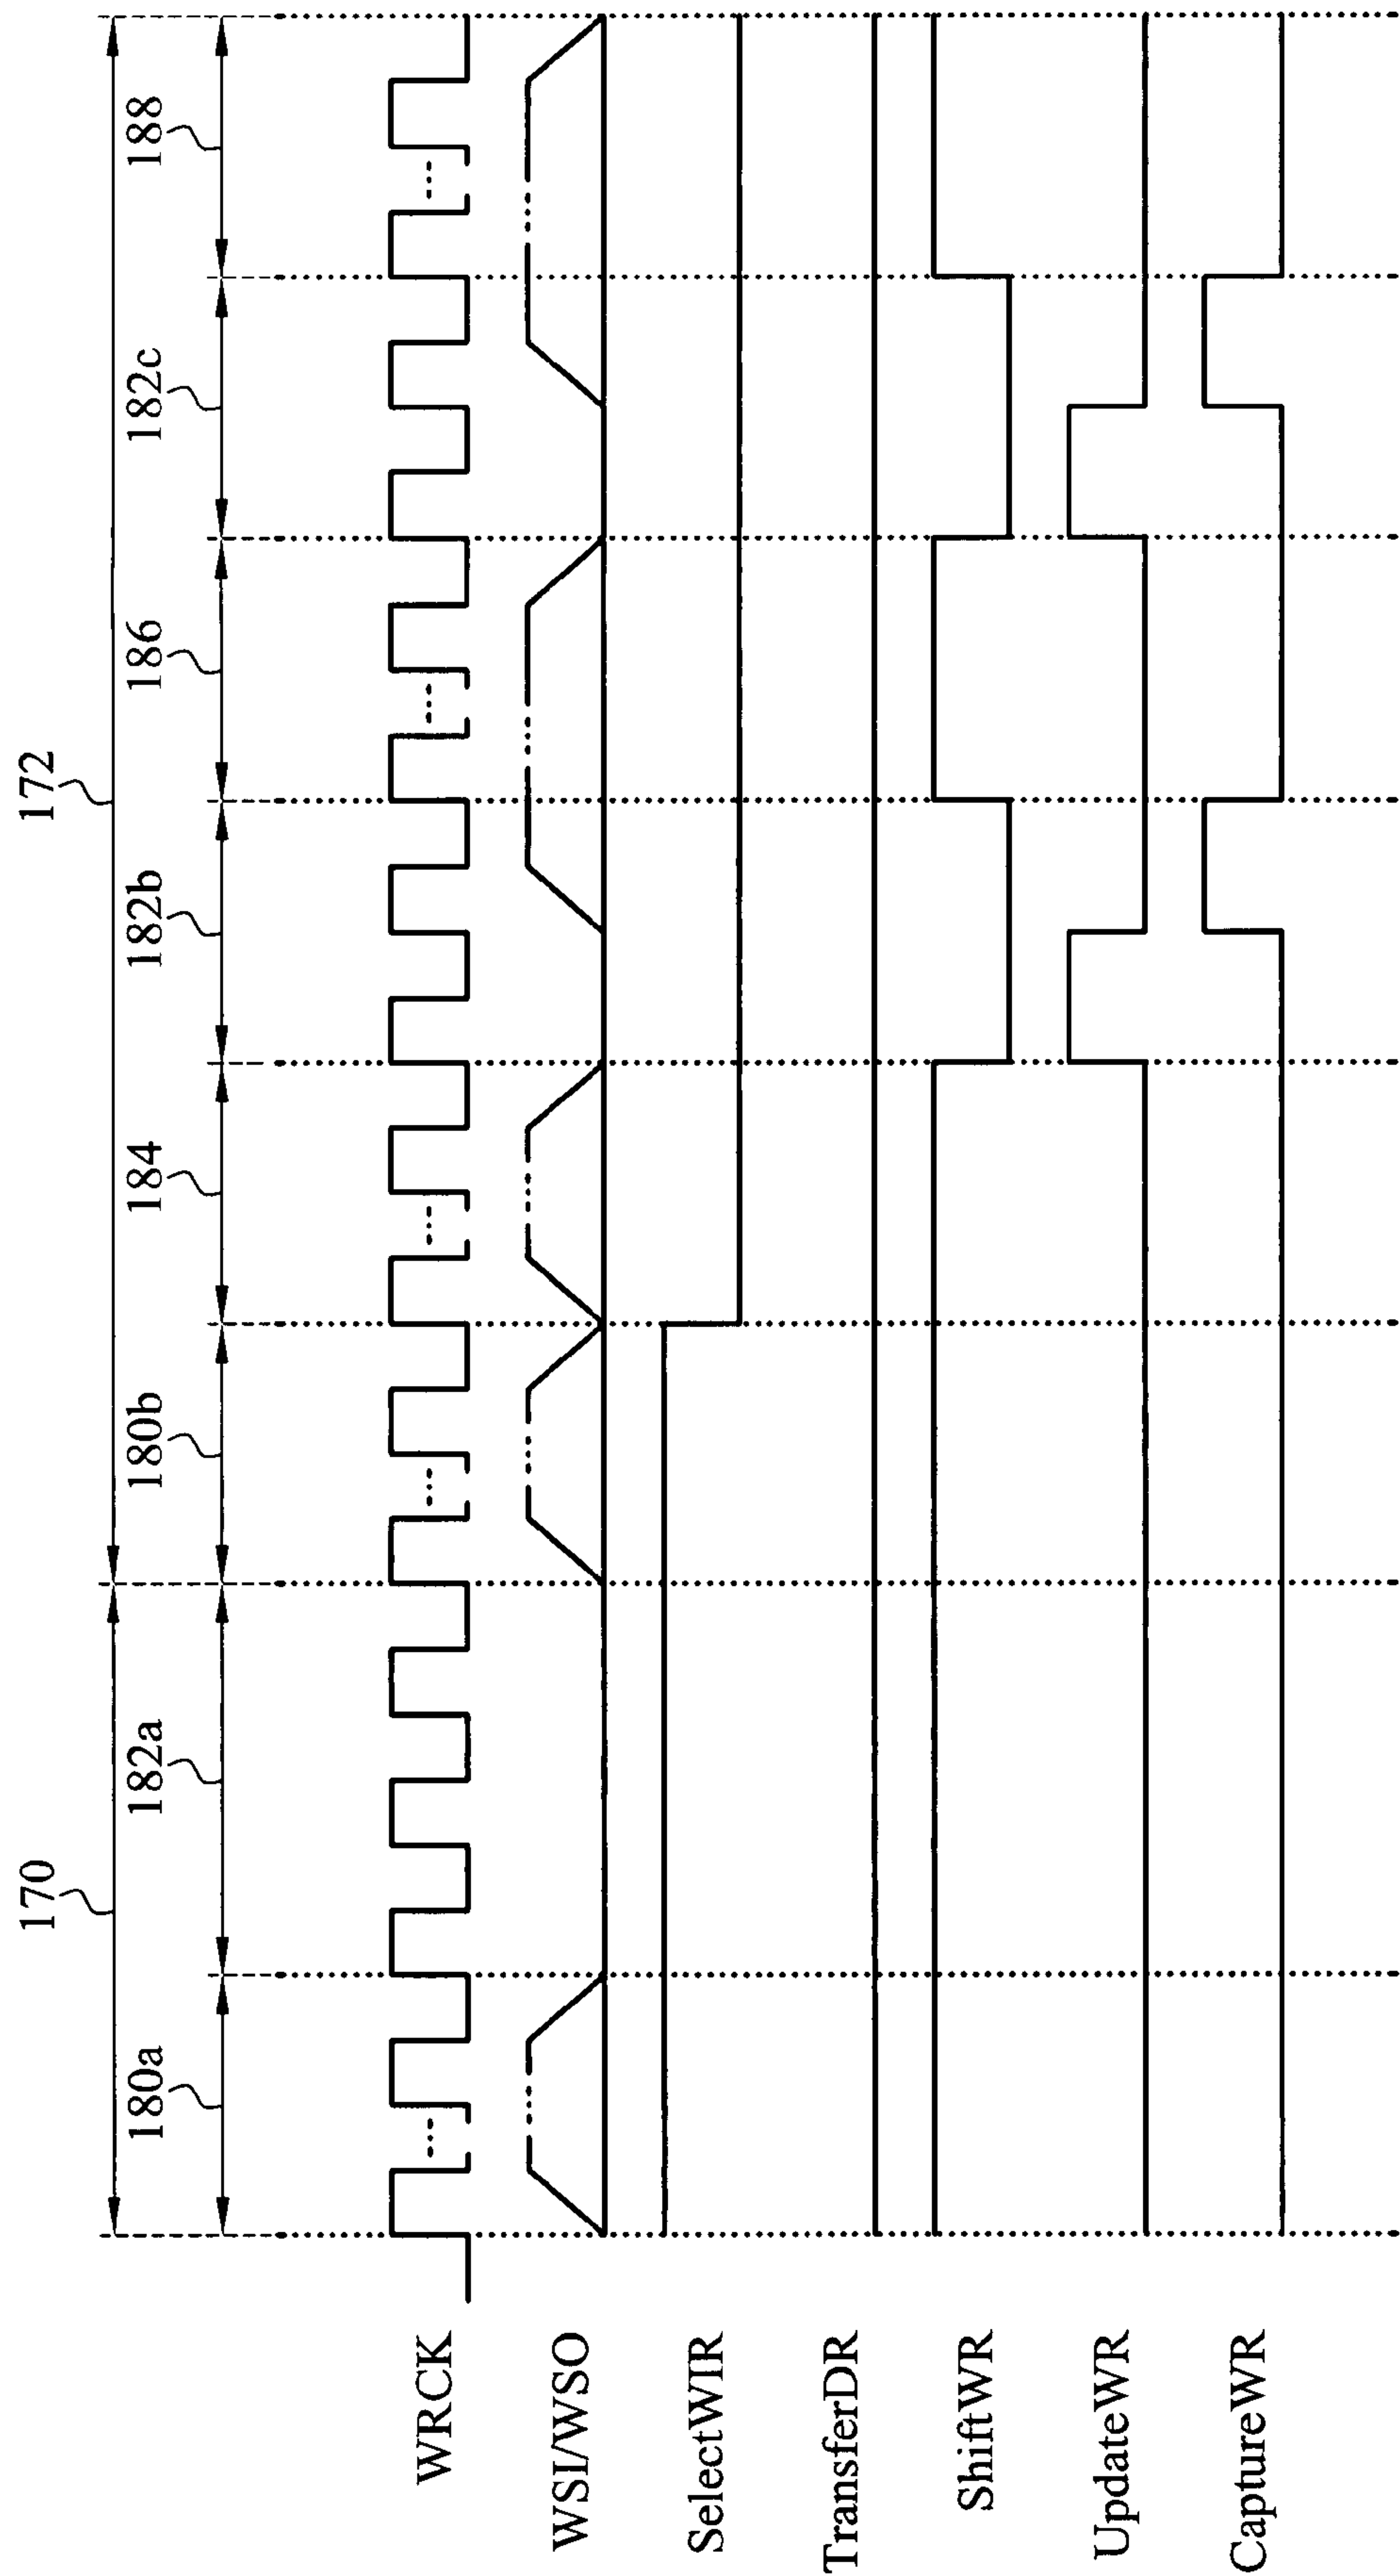 170
172
180a
182a
180b
184
182b
186
182c
188
WRCK
WSI/WSO
SelectWIR
TransferDR
ShiftWR
UpdateWR
CaptureWR